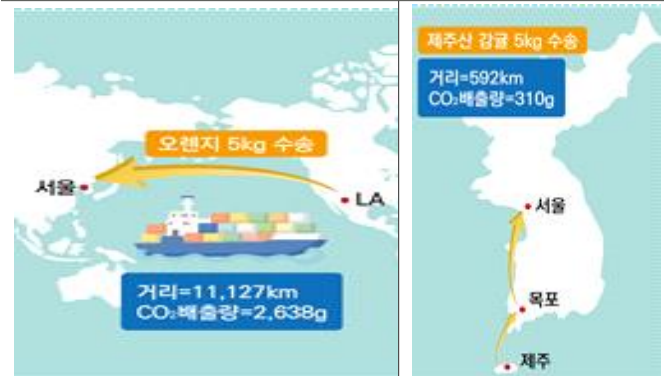 오렌지 5kg 수송
서울
LA
거리=11,127km
CO₂배출량=2,638g
제주산 감귤 5kg 수송
거리=592km
CO₂배출량=310g
서울
목포
제주